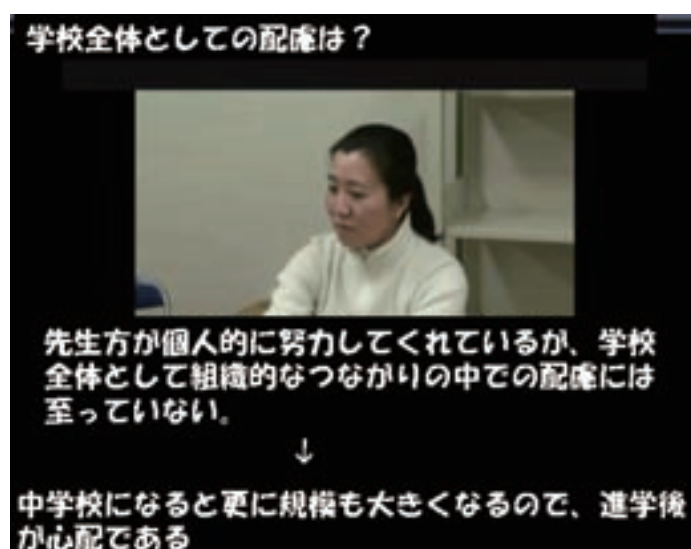 学校全体としての配慮は？
先生方が個人的に努力してくれているが、学校
全体として組織的なつながりの中での配慮には
至っていない。
↓
中学校になると更に規模も大きくなるので、進学後
が心配である